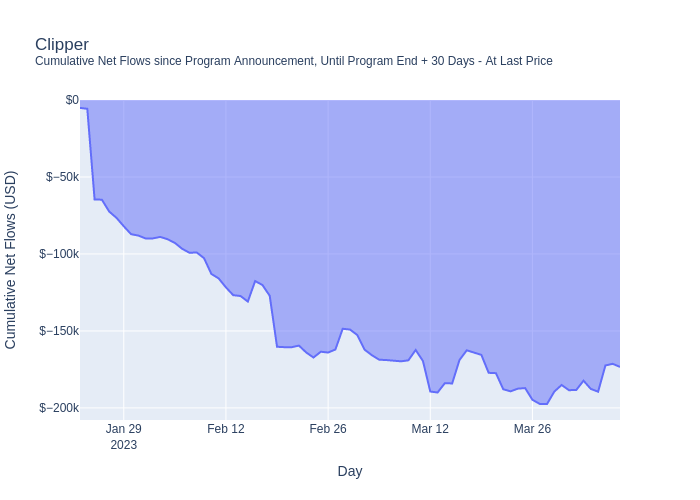 Clipper
Cumulative Net Flows since Program Announcement, Until Program End + 30 Days - At Last Price
Cumulative Net Flows (USD)
$0
$−50k
$−100k
$−150k
$−200k
Jan 29
2023
Feb 12
Feb 26
Mar 12
Mar 26
Day